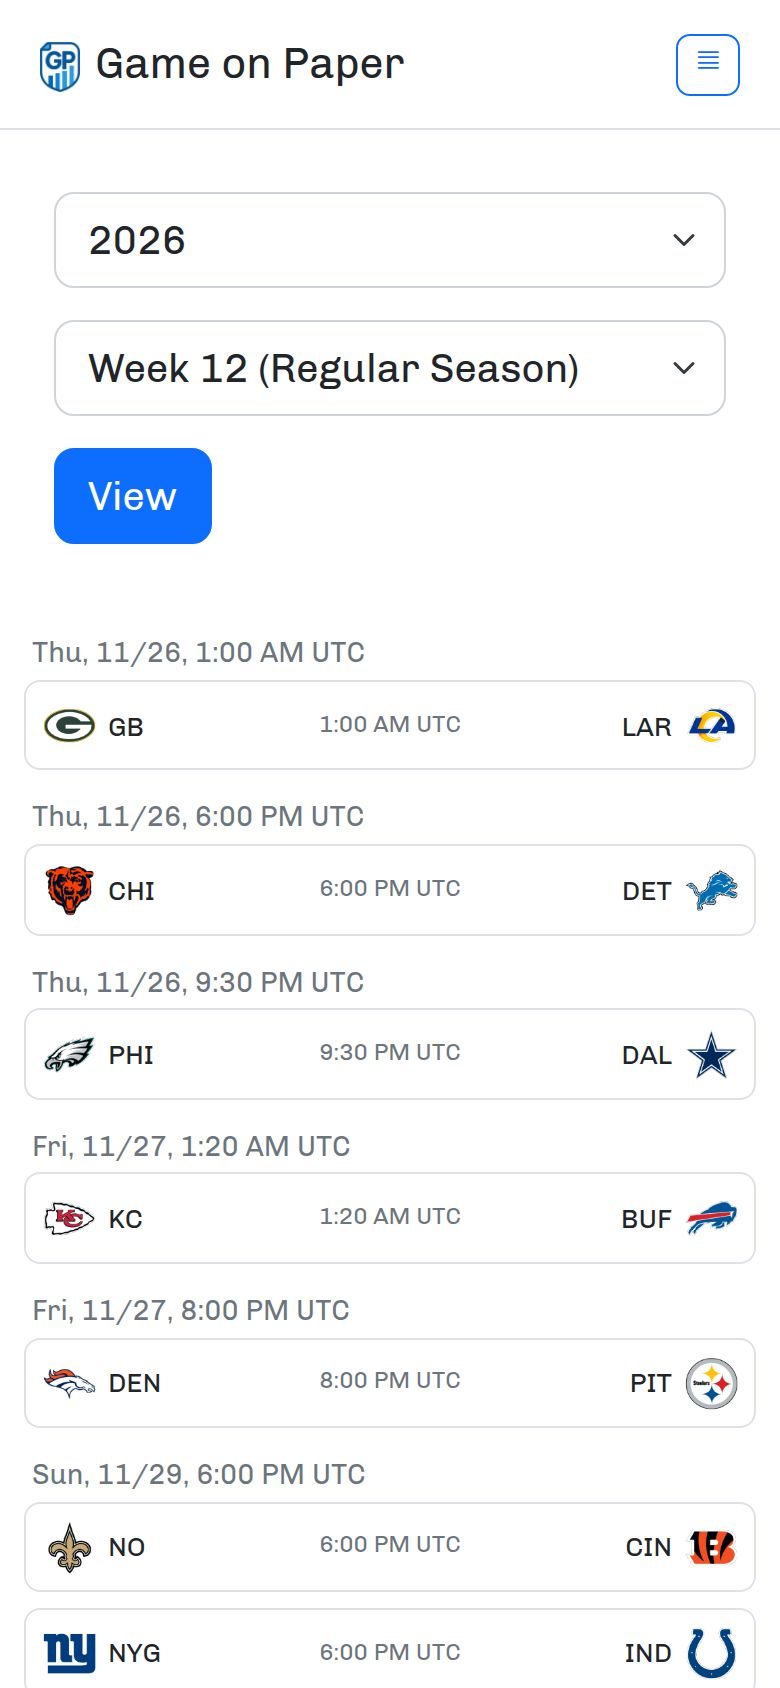 GP Game on Paper
2026
Week 12 (Regular Season)
View
Thu, 11/26, 1:00 AM UTC
GB 1:00 AM UTC LAR
Thu, 11/26, 6:00 PM UTC
CHI 6:00 PM UTC DET
Thu, 11/26, 9:30 PM UTC
PHI 9:30 PM UTC DAL
Fri, 11/27, 1:20 AM UTC
KC 1:20 AM UTC BUF
Fri, 11/27, 8:00 PM UTC
DEN 8:00 PM UTC PIT Steelers
Sun, 11/29, 6:00 PM UTC
NO 6:00 PM UTC CIN
ny NYG 6:00 PM UTC IND